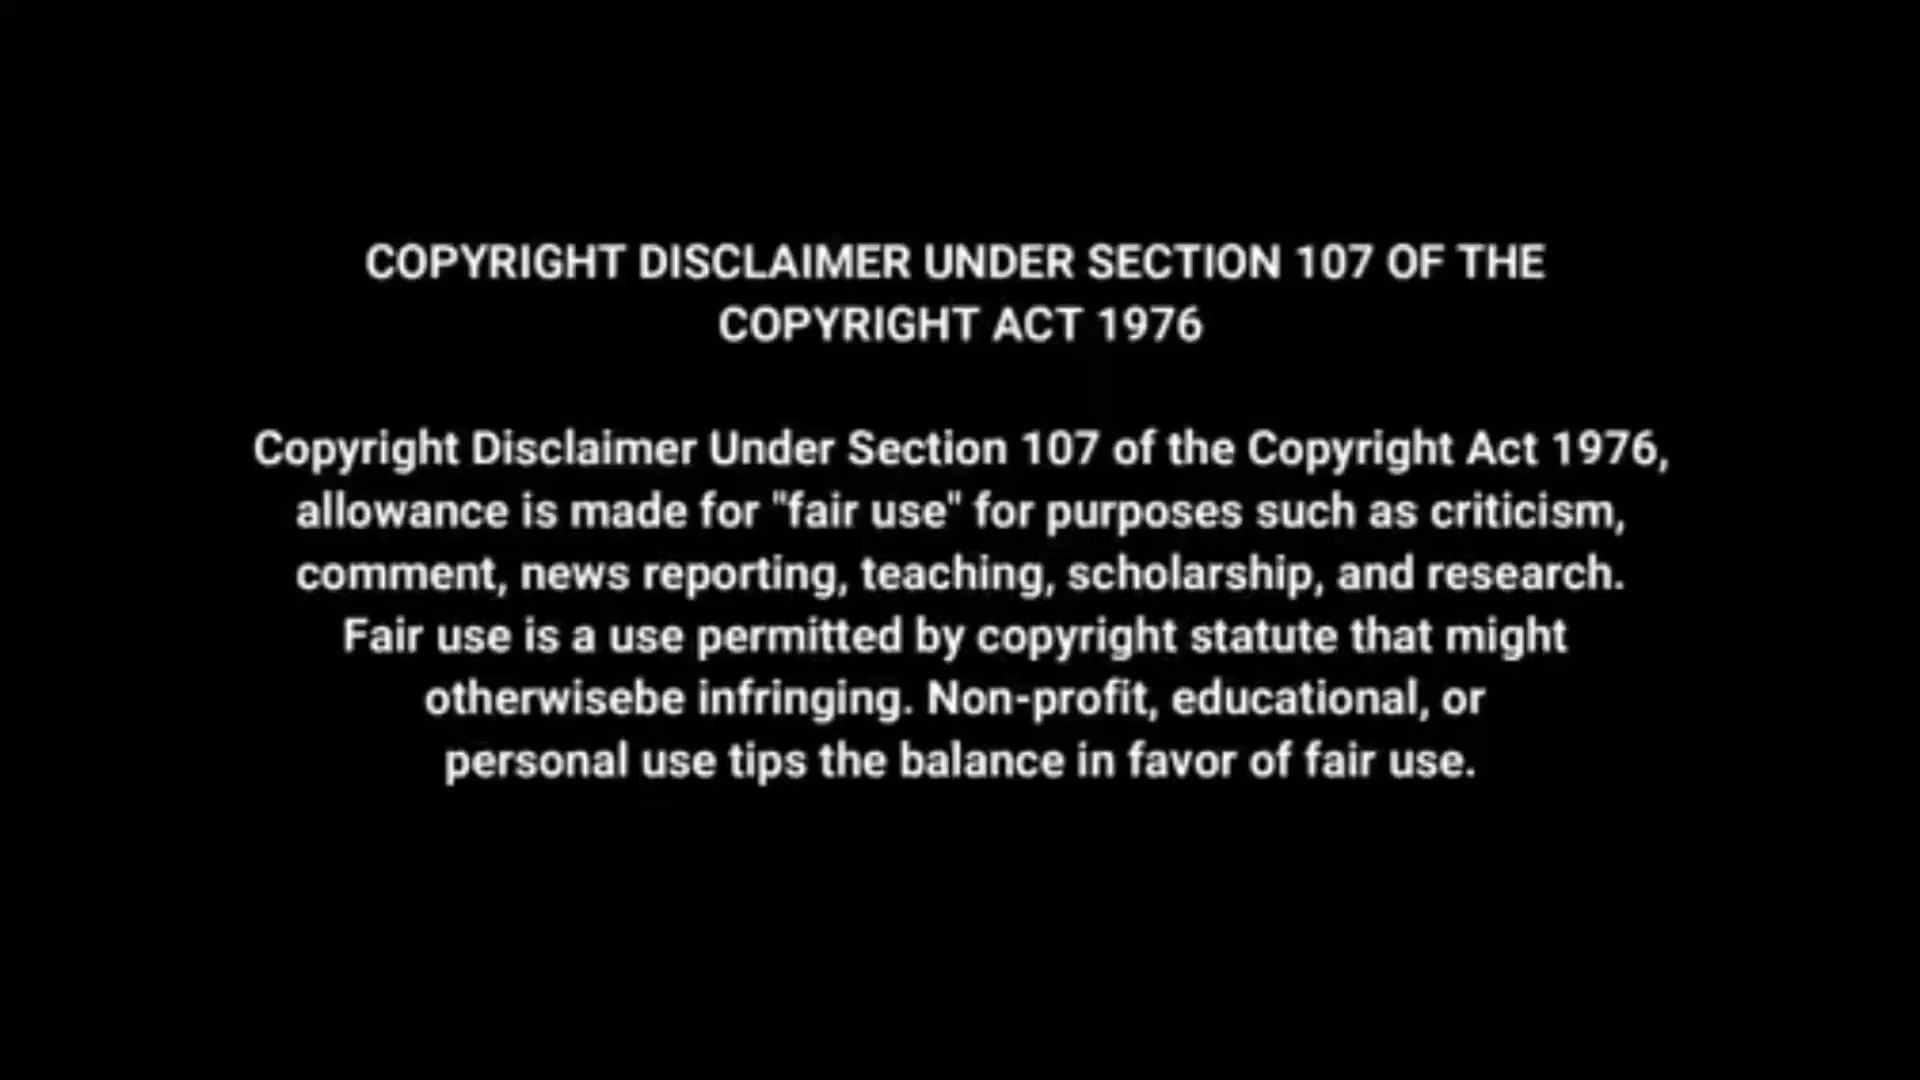 COPYRIGHT DISCLAIMER UNDER SECTION 107 OF THE
COPYRIGHT ACT 1976
Copyright Disclaimer Under Section 107 of the Copyright Act 1976,
allowance is made for "fair use" for purposes such as criticism,
comment, news reporting, teaching, scholarship, and research.
Fair use is a use permitted by copyright statute that might
otherwisebe infringing. Non-profit, educational, or
personal use tips the balance in favor of fair use.